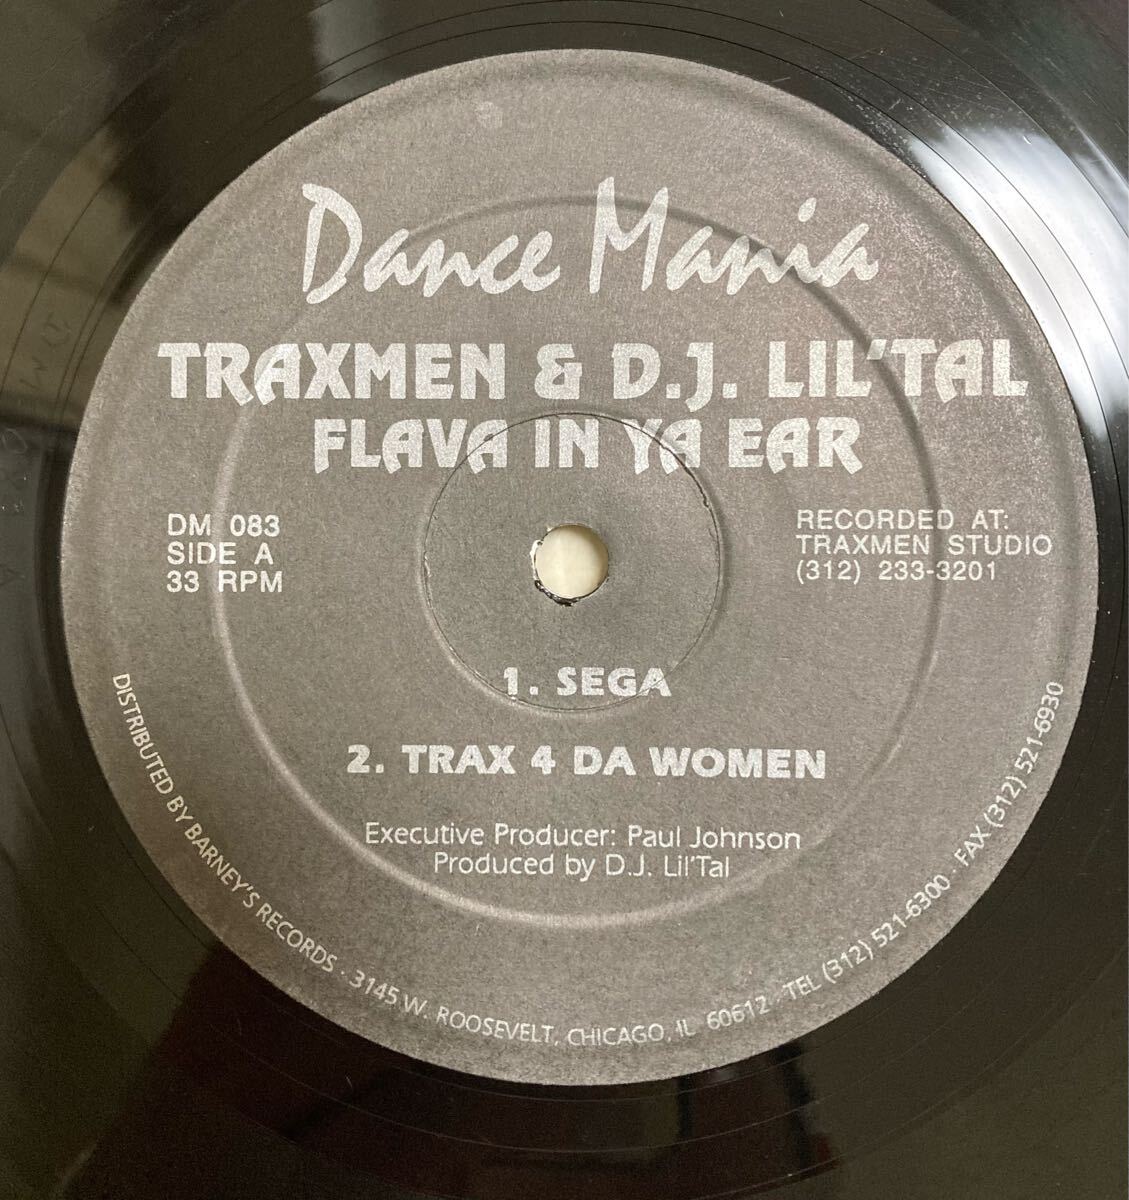 Dance Mania
TRAXMEN & D.J. LIL'TAL
FLAVA IN YA EAR
DM 083
SIDE A
33 RPM
RECORDED AT:
TRAXMEN STUDIO
(312) 233-3201
1. SEGA
2. TRAX 4 DA WOMEN
Executive Producer: Paul Johnson
Produced by D.J. Lil'Tal
DISTRIBUTED BY BARNEY'S RECORDS · 3145 W. ROOSEVELT, CHICAGO, IL 60612 · TEL (312) 521-6300 · FAX (312) 521-6930